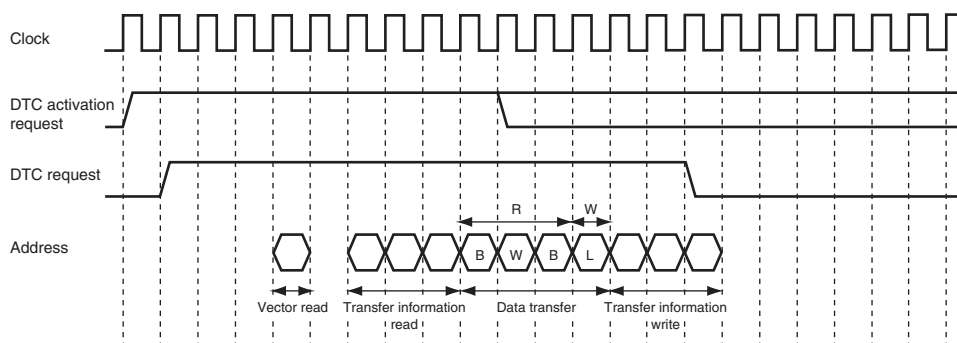 Clock
DTC activation
request
DTC request
R
W
Address
B
W
B
L
Vector read
Transfer information
read
Data transfer
Transfer information
write